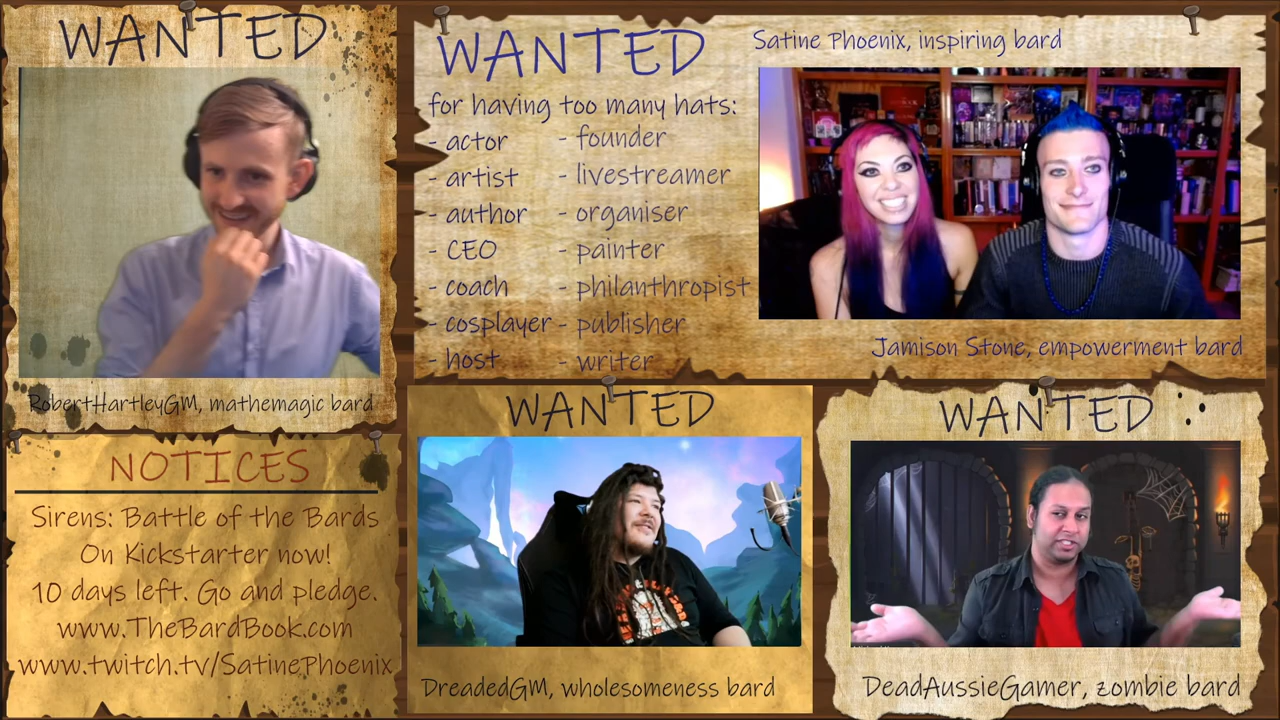 WANTED
RobertHartleyGM, mathemagic bard
WANTED
for having too many hats:
- actor
- artist
- author
- CEO
- coach
- cosplayer
- host
- founder
- livestreamer
- organiser
- painter
- philanthropist
- publisher
- writer
Satine Phoenix, inspiring bard
Jamison Stone, empowerment bard
NOTICES
Sirens: Battle of the Bards
On Kickstarter now!
10 days left. Go and pledge.
www.TheBardBook.com
www.twitch.tv/SatinePhoenix
WANTED
DreadedGM, wholesomeness bard
WANTED
DeadAussieGamer, zombie bard